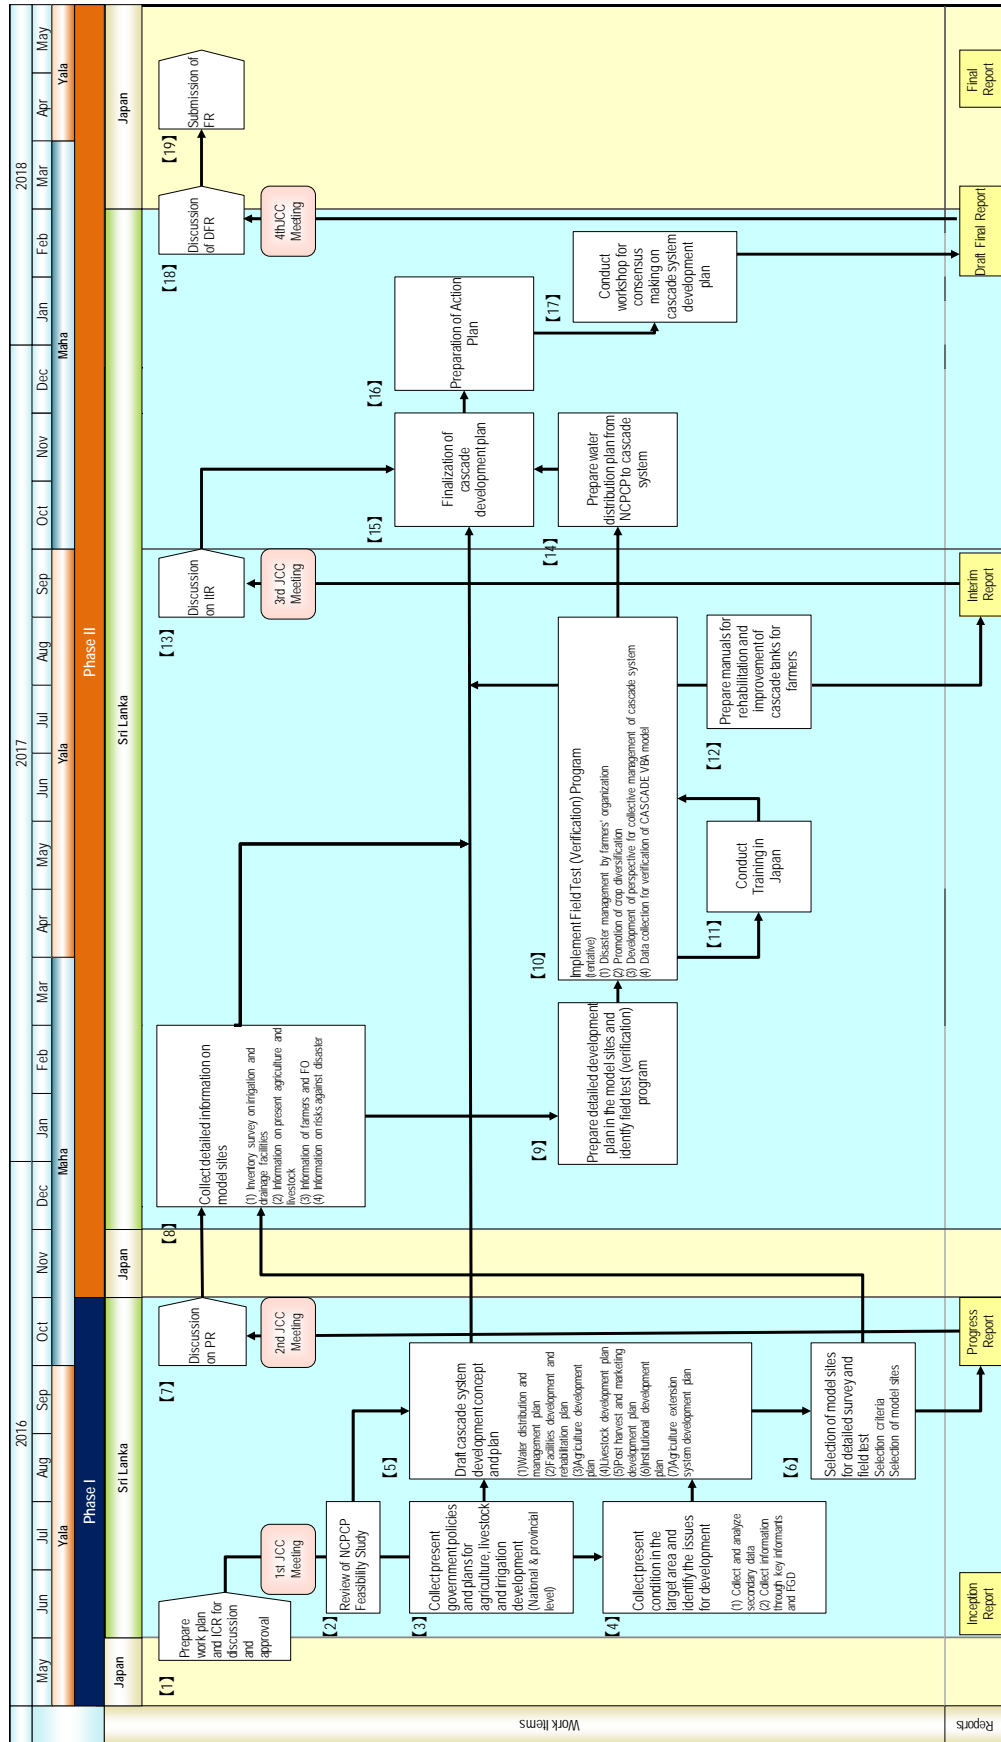 2016
2017
2018
May
Jun
Jul
Aug
Sep
Oct
Nov
Dec
Jan
Feb
Mar
Apr
May
Jun
Jul
Aug
Sep
Oct
Nov
Dec
Jan
Feb
Mar
Apr
May
Yala
Maha
Yala
Maha
Yala
Phase I
Phase II
Japan
Sri Lanka
Japan
Sri Lanka
Japan
Work Items
【1】
Prepare
work plan
and ICR for
discussion
and
approval
1st JCC
Meeting
【2】
Review of NCPCP
Feasibility Study
【3】
Collect present
government policies
and plans for
agriculture, livestock
and irrigation
development
(National & provincial
level)
【4】
Collect present
condition in the
target area and
identify the issues
for development
(1) Collect and analyze
secondary data
(2) Collect information
through key informants
and FGD
【5】
Draft cascade system
development concept
and plan
(1)Water distribution and
management plan
(2)Facilities development and
rehabilitation plan
(3)Agriculture development
plan
(4)Livestock development plan
(5)Post harvest and marketing
development plan
(6)Institutional development
plan
(7)Agriculture extension
system development plan
【6】
Selection of model sites
for detailed survey and
field test
Selection criteria
Selection of model sites
【7】
Discussion
on PR
2nd JCC
Meeting
【8】
Collect detailed information on
model sites
(1) Inventory survey on irrigation and
drainage facilities
(2) Information on present agriculture and
livestock
(3) Information of farmers and FO
(4) Information on risks against disaster
【9】
Prepare detailed development
plan in the model sites and
identify field test (verification)
program
【10】
Implement Field Test (Verification) Program
(tentative)
(1) Disaster management by farmers' organization
(2) Promotion of crop diversification
(3) Development of perspective for collective management of cascade system
(4) Data collection for verification of CASCADE VBA model
【11】
Conduct
Training in
Japan
【12】
Prepare manuals for
rehabilitation and
improvement of
cascade tanks for
farmers
【13】
Discussion
on IIR
3rd JCC
Meeting
【14】
Prepare water
distribution plan from
NCPCP to cascade
system
【15】
Finalization of
cascade
development plan
【16】
Preparation of Action
Plan
【17】
Conduct
workshop for
consensus
making on
cascade system
development
plan
【18】
Discussion
of DFR
4thJCC
Meeting
【19】
Submission of
FR
Reports
Inception
Report
Progress
Report
Interim
Report
Draft Final Report
Final
Report